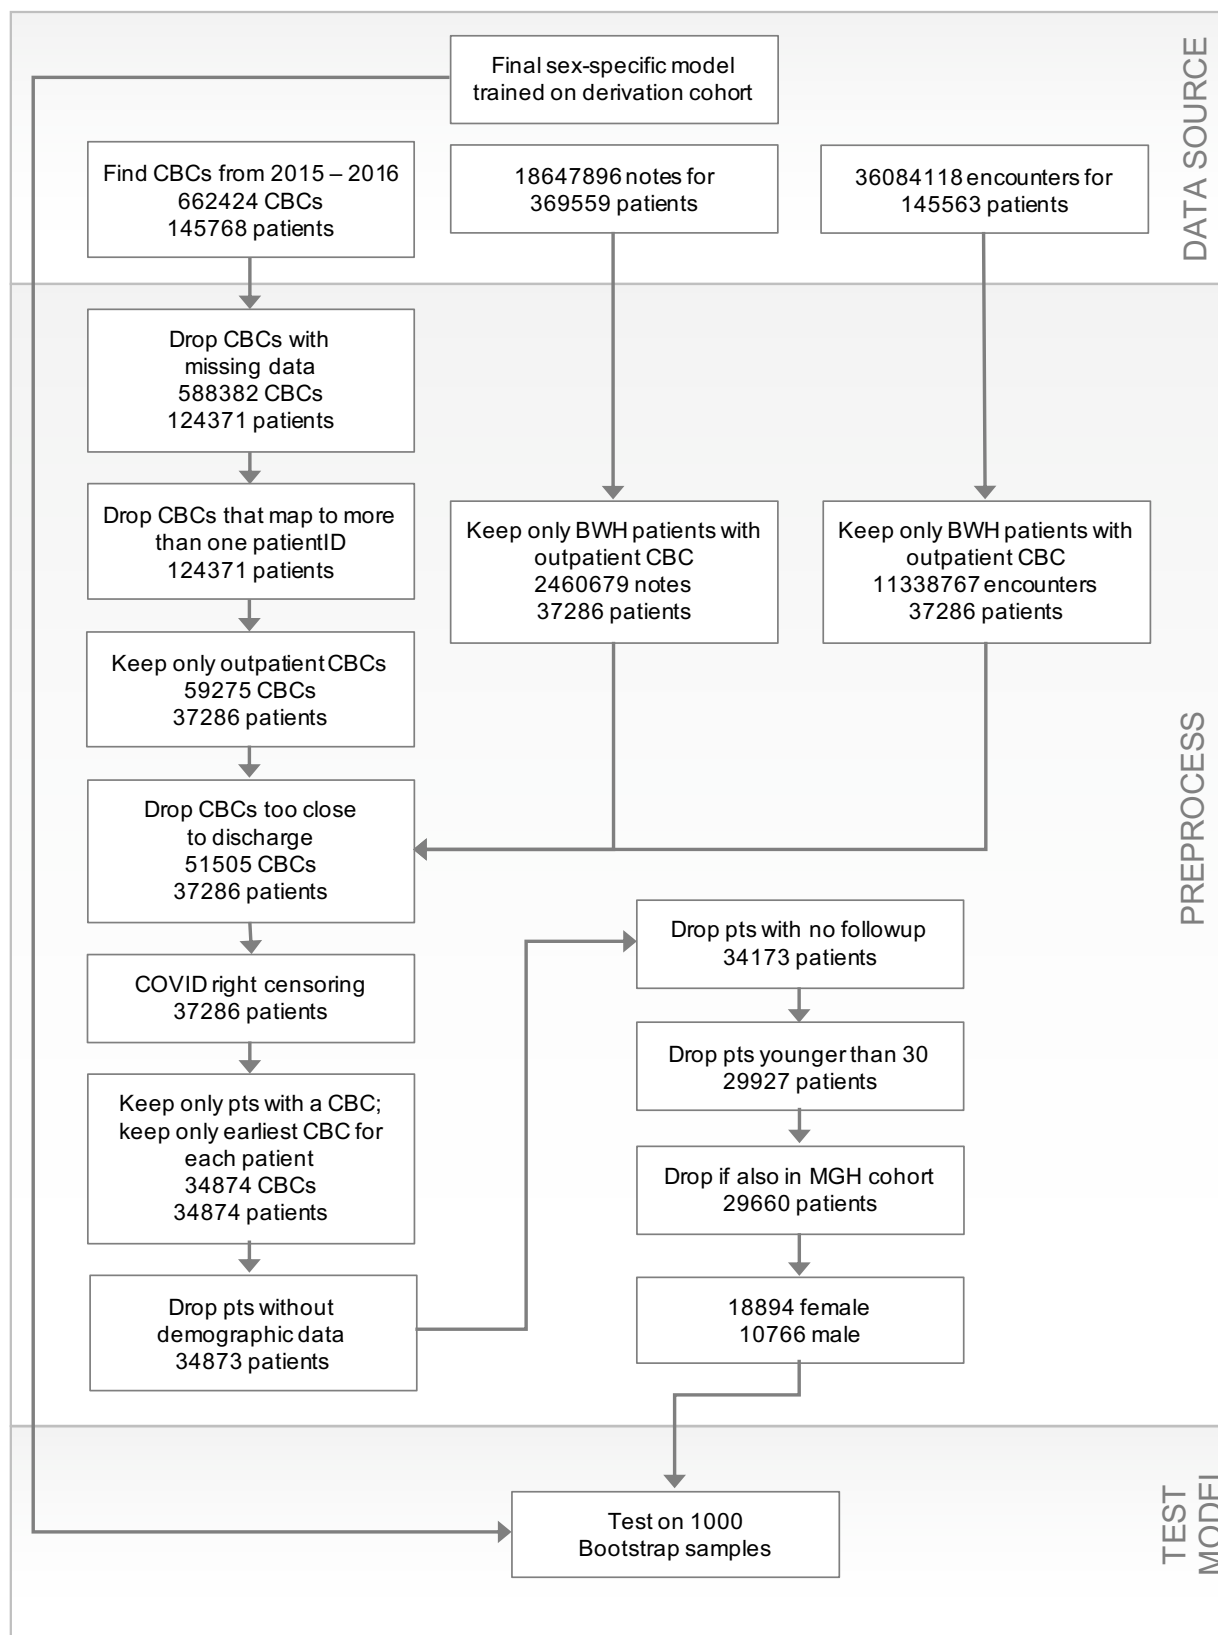 Final sex-specific model
trained on derivation cohort
Find CBCs from 2015 – 2016
662424 CBCs
145768 patients
18647896 notes for
369559 patients
36084118 encounters for
145563 patients
DATA SOURCE
Drop CBCs with
missing data
588382 CBCs
124371 patients
Drop CBCs that map to more
than one patientID
124371 patients
Keep only BWH patients with
outpatient CBC
2460679 notes
37286 patients
Keep only BWH patients with
outpatient CBC
11338767 encounters
37286 patients
Keep only outpatient CBCs
59275 CBCs
37286 patients
Drop CBCs too close
to discharge
51505 CBCs
37286 patients
COVID right censoring
37286 patients
Keep only pts with a CBC;
keep only earliest CBC for
each patient
34874 CBCs
34874 patients
Drop pts without
demographic data
34873 patients
Drop pts with no followup
34173 patients
Drop pts younger than 30
29927 patients
Drop if also in MGH cohort
29660 patients
18894 female
10766 male
PREPROCESS
Test on 1000
Bootstrap samples
TEST
MODEL